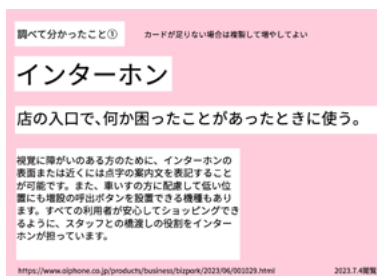 調べて分かったこと① カードが足りない場合は複製して増やしてよい
インターホン
店の入口で、何か困ったことがあったときに使う。
視覚に障がいのある方のために、インターホンの
表面または近くには点字の案内文を表記すること
が可能です。また、車いすの方に配慮して低い位
置にも増設の呼出ボタンを設置できる機種もあり
ます。すべての利用者が安心してショッピングでき
るように、スタッフとの橋渡しの役割をインター
ホンが担っています。
https://www.aiphone.co.jp/products/business/bizpark/2023/06/001029.html 2023.7.4閲覧